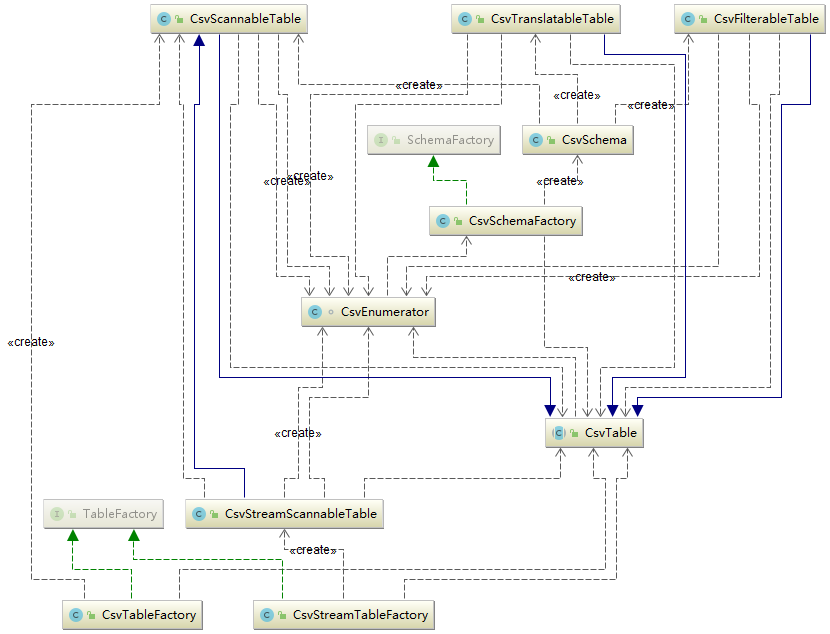 CsvScannableTable
CsvTranslatableTable
CsvFilterableTable
«create»
«create»
«create»
SchemaFactory
CsvSchema
«create»
«create»
«create»
CsvSchemaFactory
«create»
CsvEnumerator
«create»
«create»
CsvTable
TableFactory
CsvStreamScannableTable
«create»
CsvTableFactory
CsvStreamTableFactory